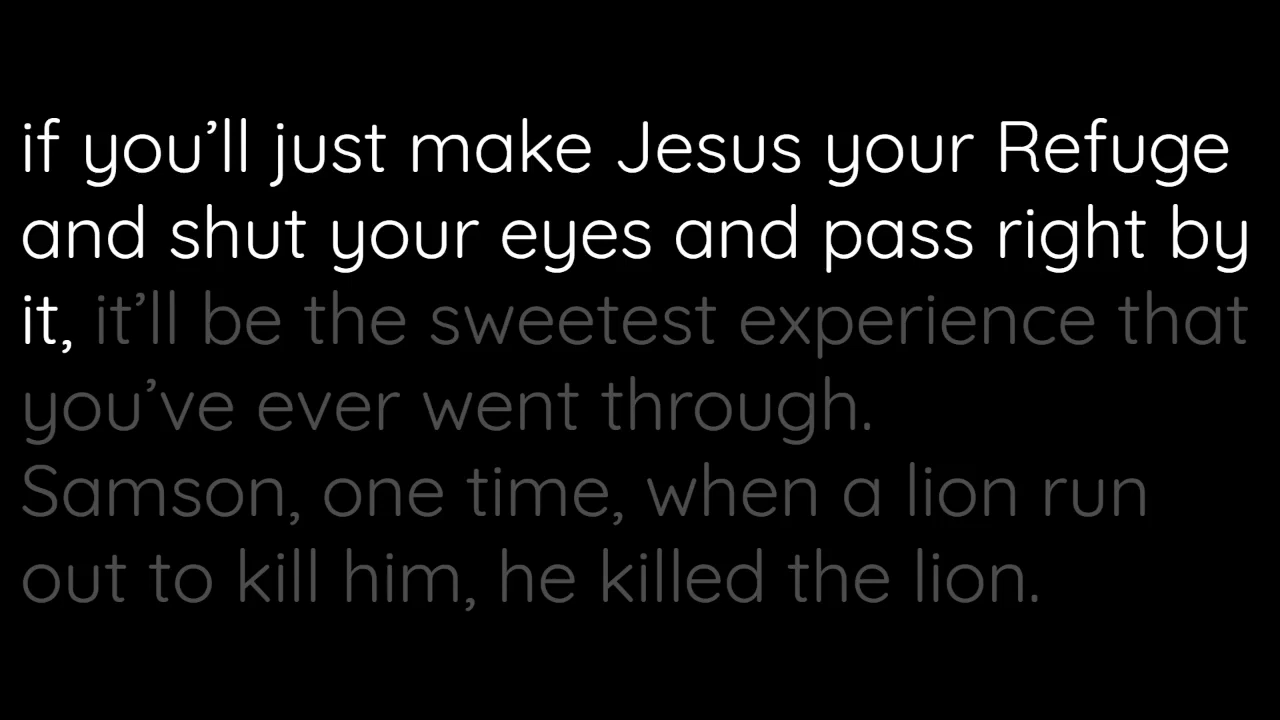 if you’ll just make Jesus your Refuge
and shut your eyes and pass right by
it, it’ll be the sweetest experience that
you’ve ever went through.
Samson, one time, when a lion run
out to kill him, he killed the lion.